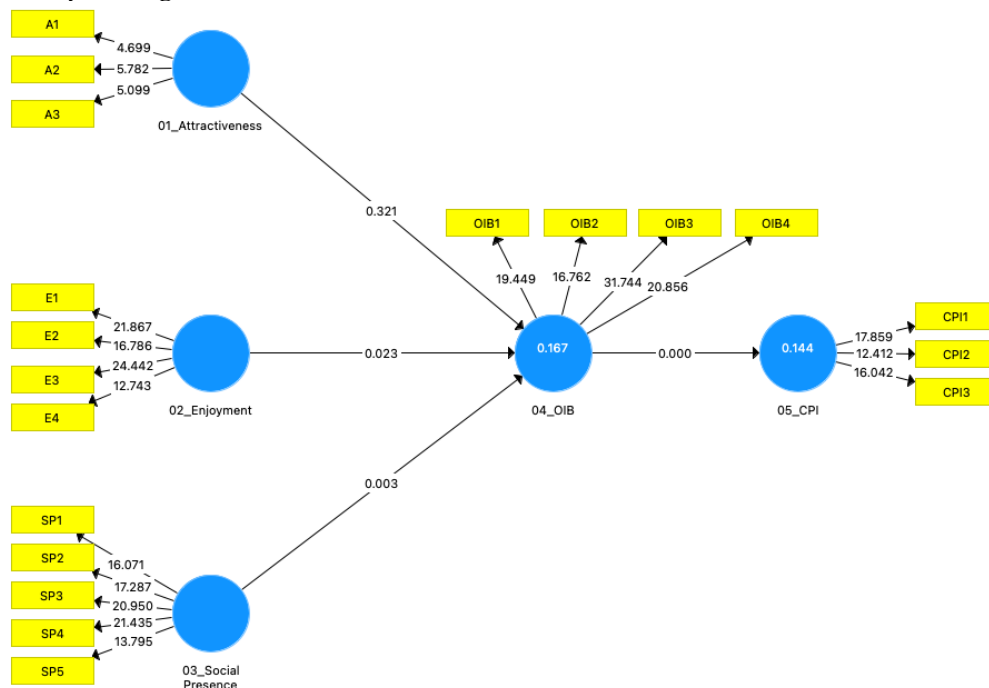 A1
4.699
A2
5.782
A3
5.099
01_Attractiveness
0.321
OIB1
OIB2
OIB3
OIB4
19.449
16.762
31.744
20.856
E1
21.867
E2
16.786
E3
24.442
E4
12.743
02_Enjoyment
0.023
0.167
04_OIB
0.000
0.144
05_CPI
17.859
CPI1
12.412
CPI2
16.042
CPI3
0.003
SP1
16.071
SP2
17.287
SP3
20.950
SP4
21.435
SP5
13.795
03_Social
Presence